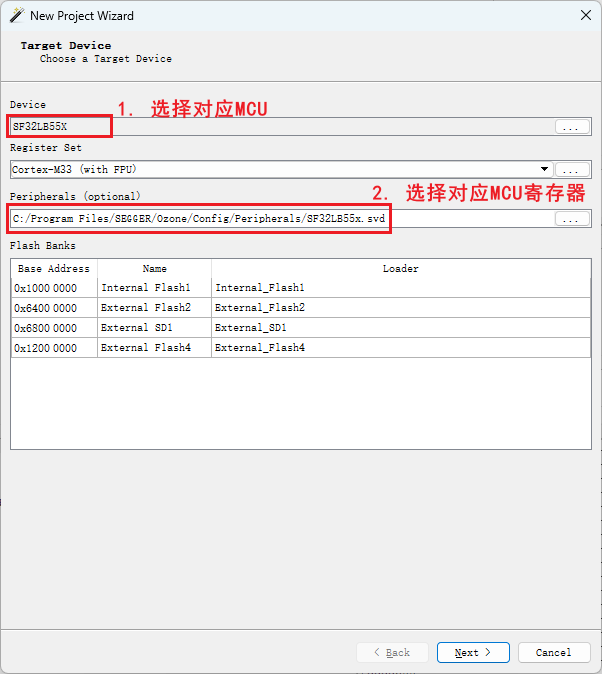 New Project Wizard
Target Device
Choose a Target Device
Device
1. 选择对应MCU
SF32LB55X
...
Register Set
Cortex-M33 (with FPU)
...
Peripherals (optional)
2. 选择对应MCU寄存器
C:/Program Files/SEGGER/Ozone/Config/Peripherals/SF32LB55x.svd
...
Flash Banks
Base Address Name Loader
0x1000 0000 Internal Flash1 Internal_Flash1
0x6400 0000 External Flash2 External_Flash2
0x6800 0000 External SD1 External_SD1
0x1200 0000 External Flash4 External_Flash4
< Back Next > Cancel